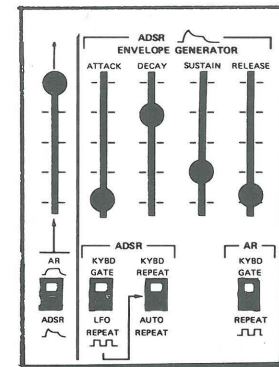 ADSR
ENVELOPE GENERATOR
ATTACK DECAY SUSTAIN RELEASE
ADSR
AR
AR
KYBD GATE
KYBD REPEAT
KYBD GATE
ADSR
LFO REPEAT
AUTO REPEAT
REPEAT